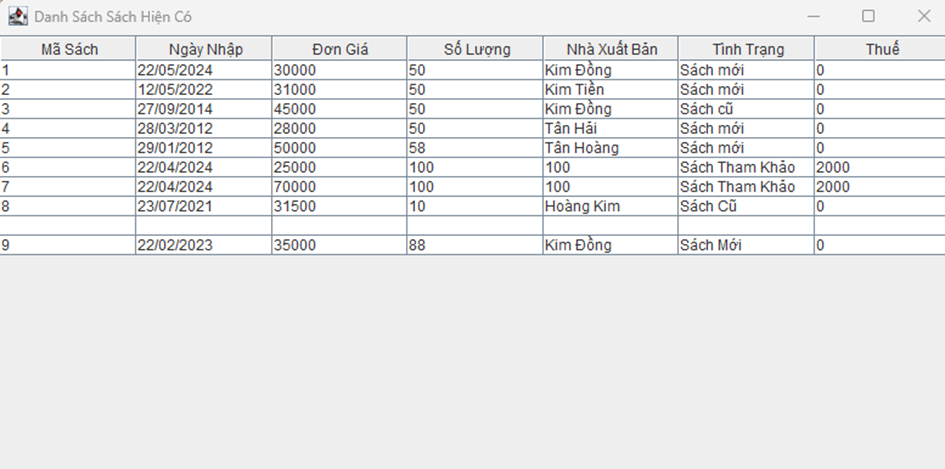 Danh Sách Sách Hiện Có
Mã Sách Ngày Nhập Đơn Giá Số Lượng Nhà Xuất Bản Tình Trạng Thuế
1 22/05/2024 30000 50 Kim Đồng Sách mới 0
2 12/05/2022 31000 50 Kim Tiền Sách mới 0
3 27/09/2014 45000 50 Kim Đồng Sách cũ 0
4 28/03/2012 28000 50 Tân Hải Sách mới 0
5 29/01/2012 50000 58 Tân Hoàng Sách mới 0
6 22/04/2024 25000 100 100 Sách Tham Khảo 2000
7 22/04/2024 70000 100 100 Sách Tham Khảo 2000
8 23/07/2021 31500 10 Hoàng Kim Sách Cũ 0
9 22/02/2023 35000 88 Kim Đồng Sách Mới 0